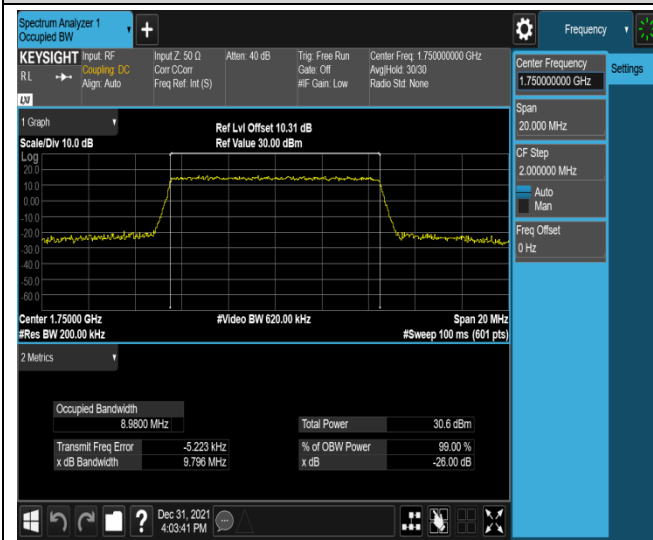 Spectrum Analyzer 1
Occupied BW
+
Frequency
KEYSIGHT
Input: RF
Coupling: DC
Align: Auto
RL
LXI
Input Z: 50 Ω
Corr CCorr
Freq Ref: Int (S)
Atten: 40 dB
Trig: Free Run
Gate: Off
#IF Gain: Low
Center Freq: 1.750000000 GHz
Avg|Hold: 30/30
Radio Std: None
Center Frequency
1.750000000 GHz
Settings
Span
20.000 MHz
CF Step
2.000000 MHz
Auto
Man
Freq Offset
0 Hz
1 Graph
Scale/Div 10.0 dB
Ref Lvl Offset 10.31 dB
Ref Value 30.00 dBm
Log
20.0
10.0
0.00
-10.0
-20.0
-30.0
-40.0
-50.0
-60.0
Center 1.75000 GHz
#Video BW 620.00 kHz
Span 20 MHz
#Res BW 200.00 kHz
#Sweep 100 ms (601 pts)
2 Metrics
Occupied Bandwidth
8.9800 MHz
Total Power 30.6 dBm
Transmit Freq Error -5.223 kHz
% of OBW Power 99.00 %
x dB Bandwidth 9.796 MHz
x dB -26.00 dB
?
Dec 31, 2021
4:03:41 PM